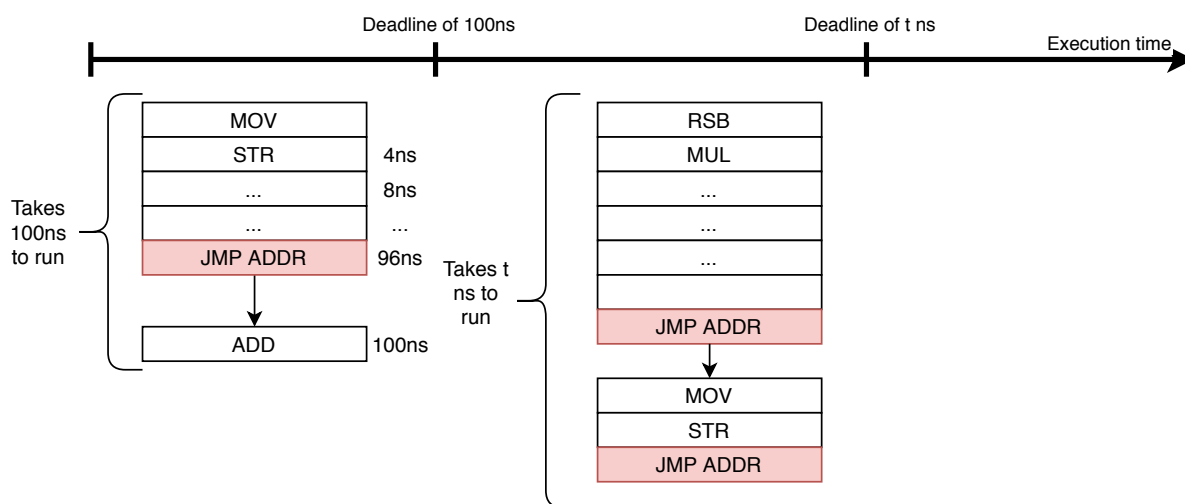 Deadline of 100ns
Deadline of t ns
Execution time
Takes
100ns
to run
MOV
STR
4ns
...
8ns
...
...
JMP ADDR
96ns
ADD
100ns
Takes t
ns to
run
RSB
MUL
...
...
...
JMP ADDR
MOV
STR
JMP ADDR